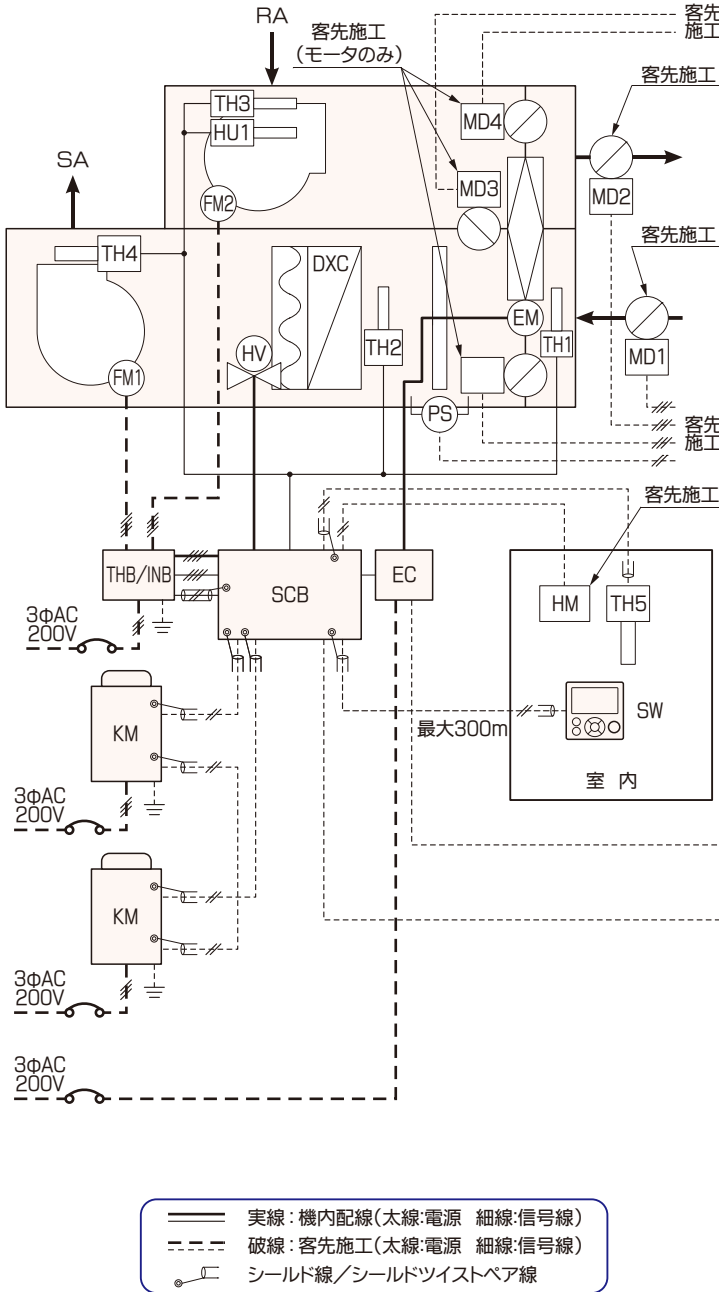 RA
客先施工
(モータのみ)
客先
施工
客先施工
TH3
HU1
MD4
MD3
MD2
SA
FM2
TH4
客先施工
DXC
EM
TH1
HV
TH2
MD1
FM1
PS
客先
施工
客先施工
THB/INB
SCB
EC
HM
TH5
3φAC
200V
KM
最大300m
SW
室 内
3φAC
200V
KM
3φAC
200V
3φAC
200V
実線:機内配線(太線:電源 細線:信号線)
破線:客先施工(太線:電源 細線:信号線)
シールド線/シールドツイストペア線